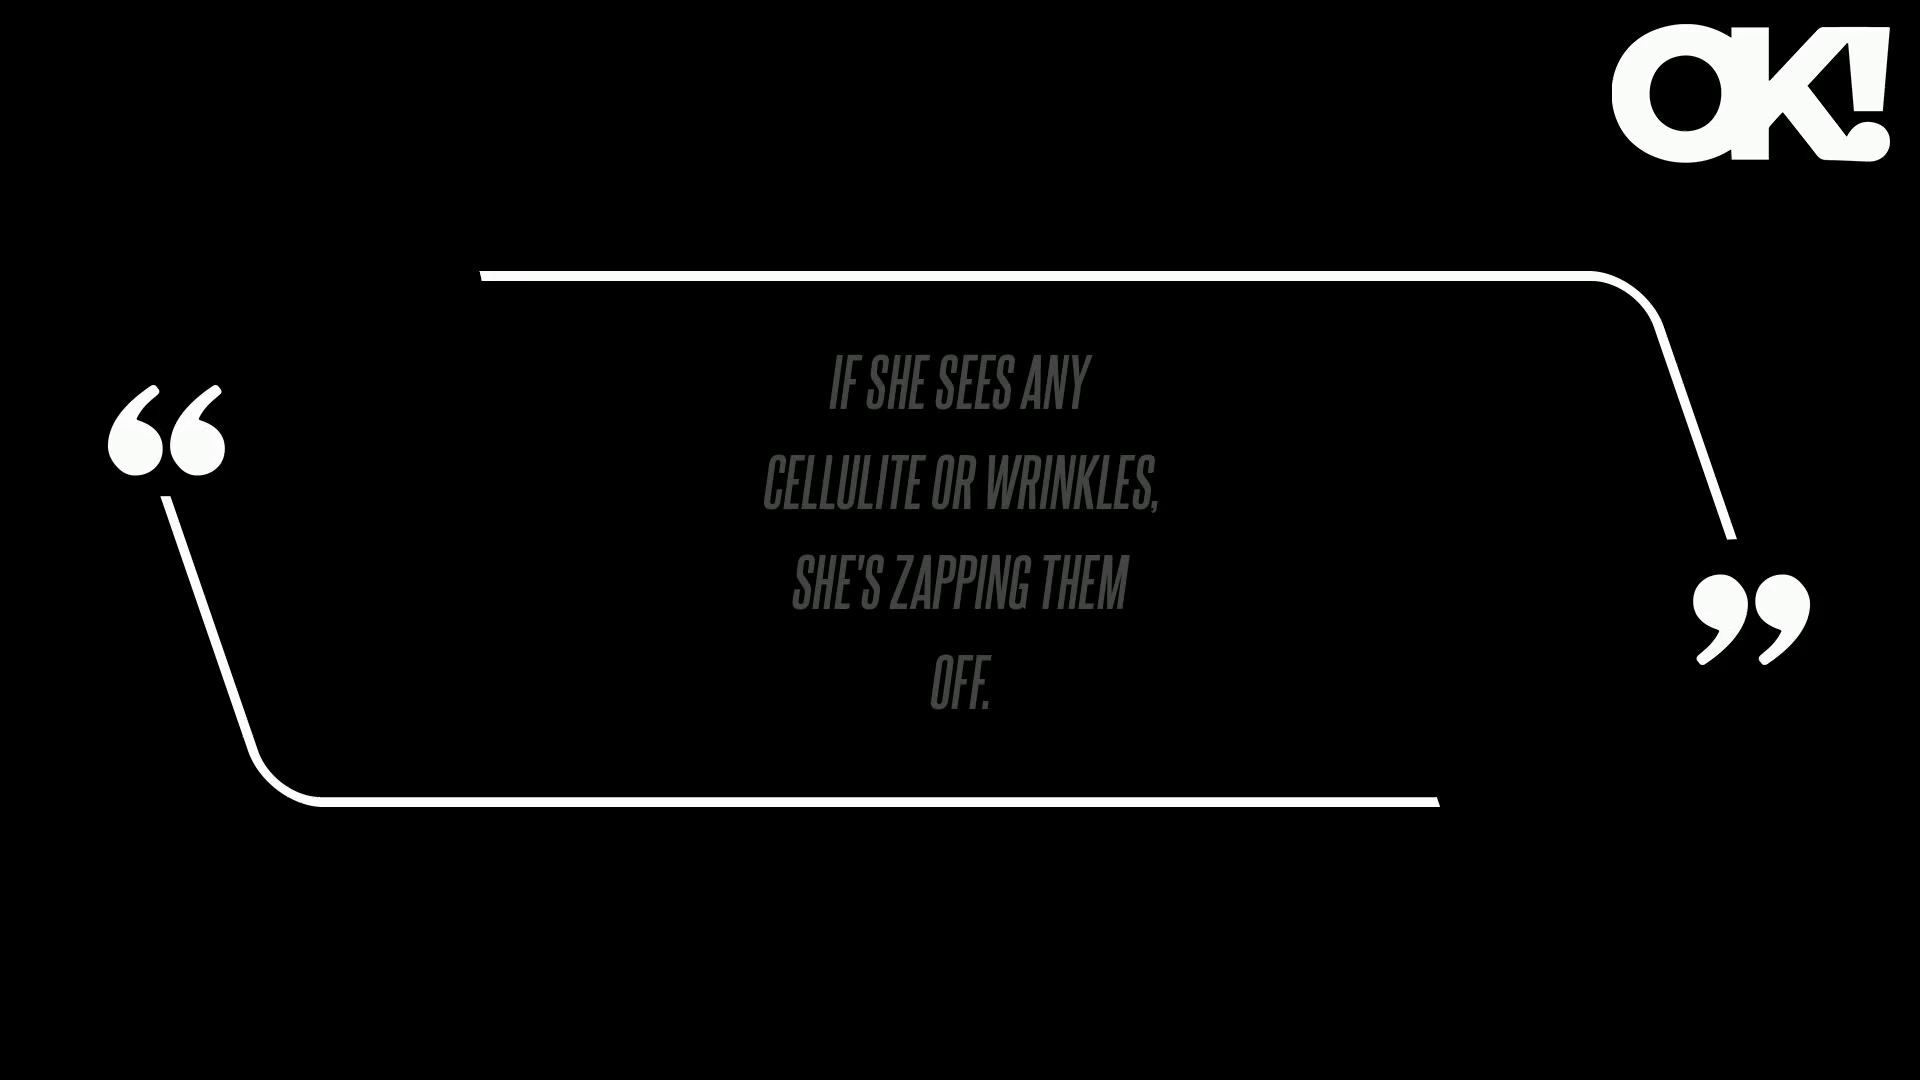 OK!
IF SHE SEES ANY
CELLULITE OR WRINKLES,
SHE'S ZAPPING THEM
OFF.